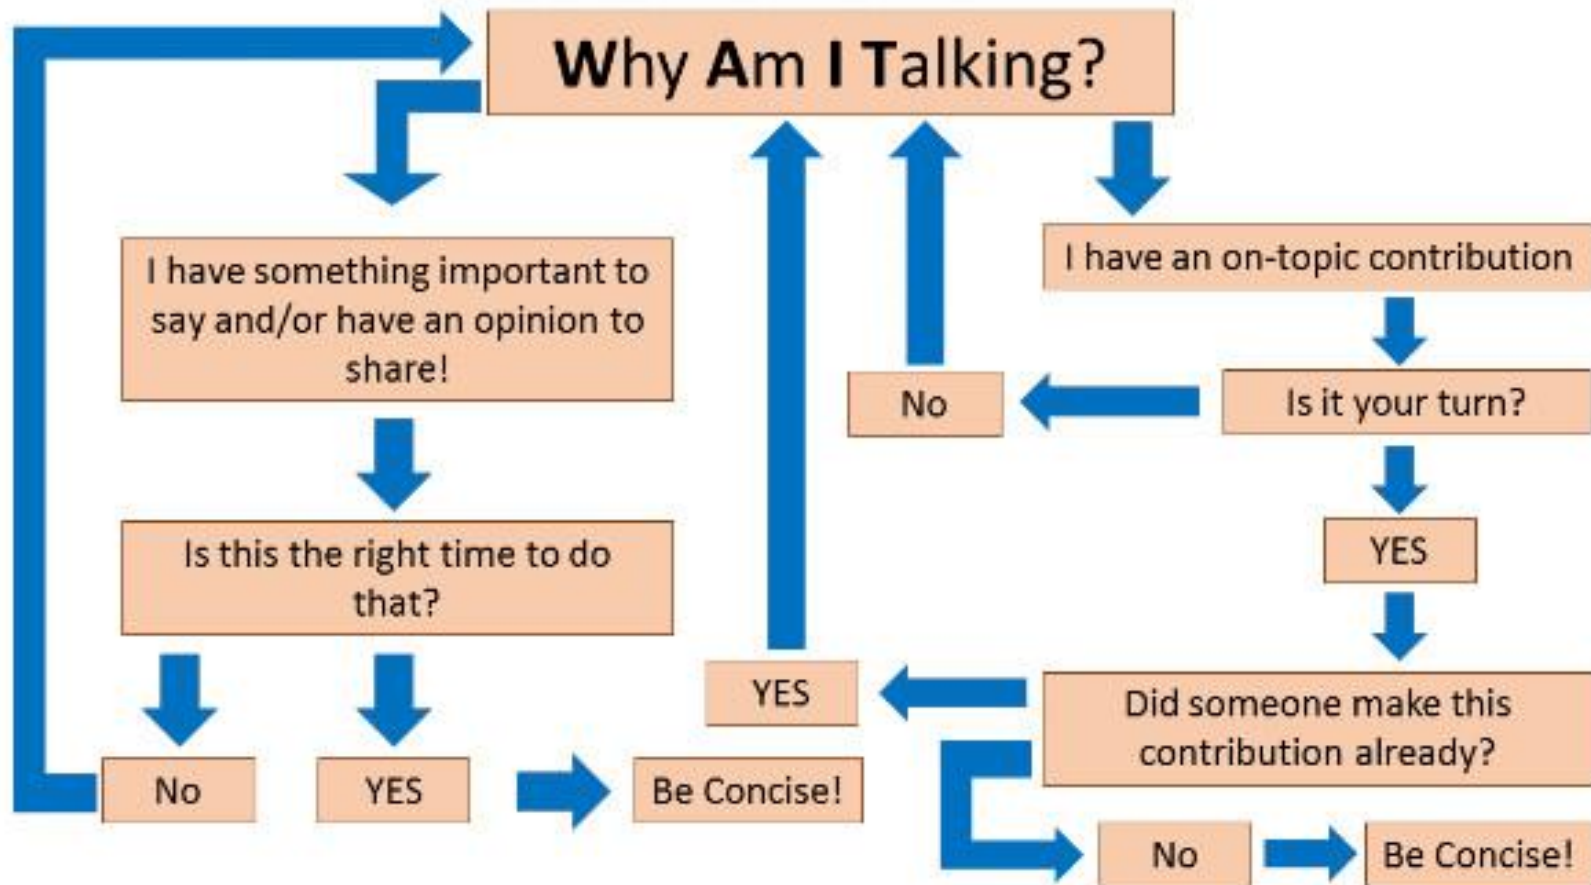 Why Am I Talking?
I have something important to
say and/or have an opinion to
share!
Is this the right time to do
that?
No
YES
Be Concise!
I have an on-topic contribution
Is it your turn?
No
YES
Did someone make this
contribution already?
YES
No
Be Concise!